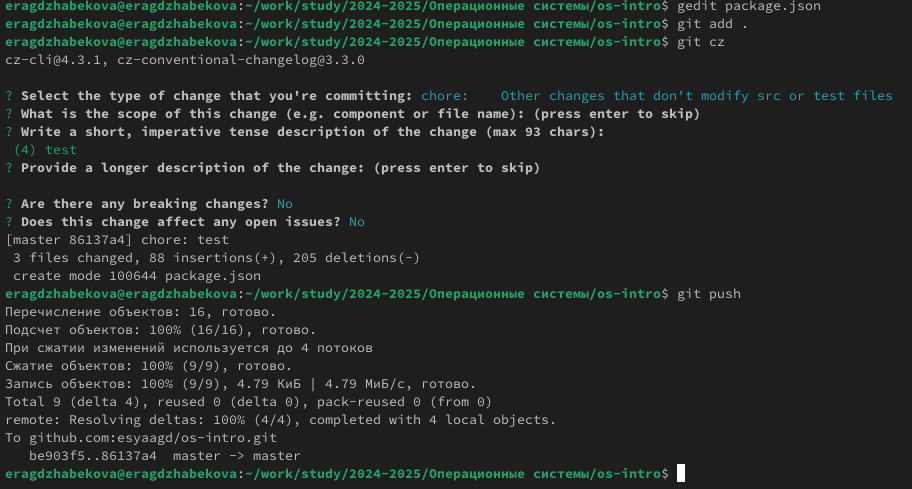 eragdzhabekova@eragdzhabekova:~/work/study/2024-2025/Операционные системы/os-intro$ gedit package.json
eragdzhabekova@eragdzhabekova:~/work/study/2024-2025/Операционные системы/os-intro$ git add .
eragdzhabekova@eragdzhabekova:~/work/study/2024-2025/Операционные системы/os-intro$ git cz
cz-cli@4.3.1, cz-conventional-changelog@3.3.0
? Select the type of change that you're committing: chore:    Other changes that don't modify src or test files
? What is the scope of this change (e.g. component or file name): (press enter to skip)
? Write a short, imperative tense description of the change (max 93 chars):
 (4) test
? Provide a longer description of the change: (press enter to skip)
? Are there any breaking changes? No
? Does this change affect any open issues? No
[master 86137a4] chore: test
 3 files changed, 88 insertions(+), 205 deletions(-)
 create mode 100644 package.json
eragdzhabekova@eragdzhabekova:~/work/study/2024-2025/Операционные системы/os-intro$ git push
Перечисление объектов: 16, готово.
Подсчет объектов: 100% (16/16), готово.
При сжатии изменений используется до 4 потоков
Сжатие объектов: 100% (9/9), готово.
Запись объектов: 100% (9/9), 4.79 КиБ | 4.79 МиБ/с, готово.
Total 9 (delta 4), reused 0 (delta 0), pack-reused 0 (from 0)
remote: Resolving deltas: 100% (4/4), completed with 4 local objects.
To github.com:esyaagd/os-intro.git
   be903f5..86137a4  master -> master
eragdzhabekova@eragdzhabekova:~/work/study/2024-2025/Операционные системы/os-intro$